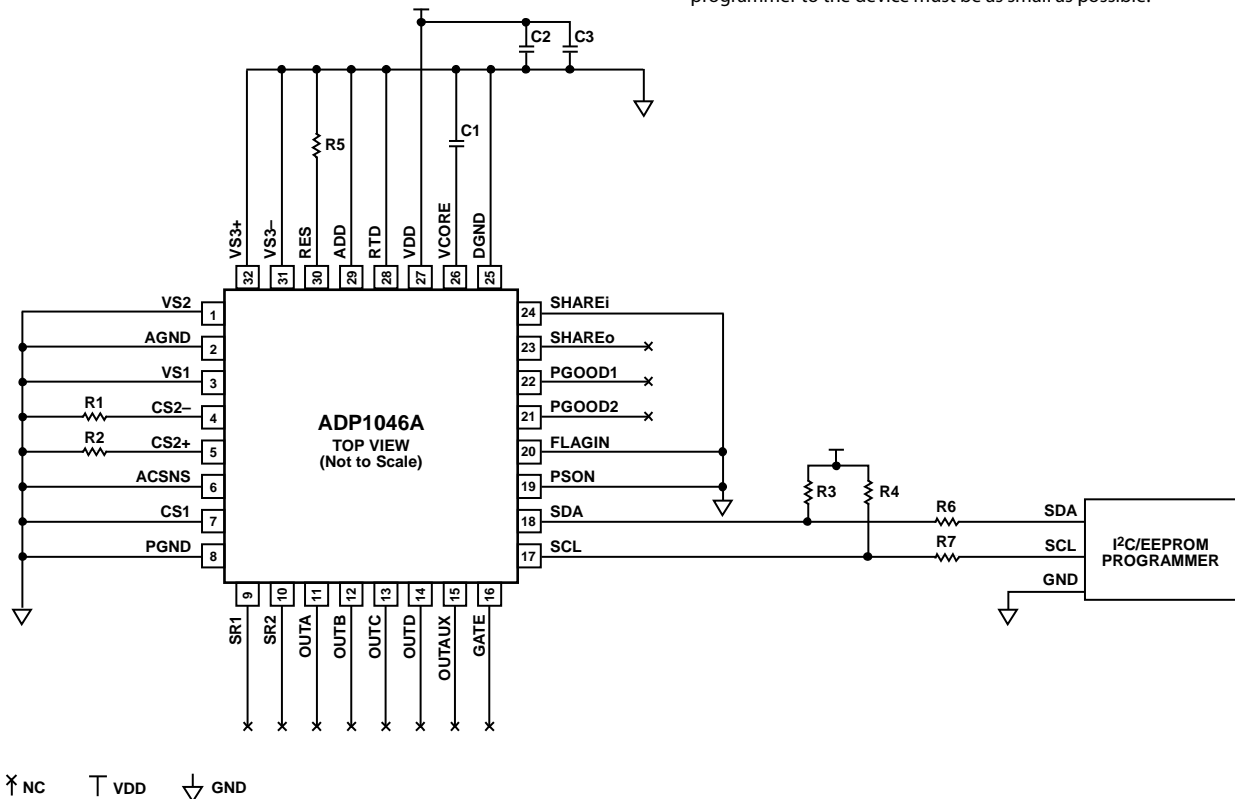 programmer to the device must be as small as possible.
C2
C3
R5
C1
VS3+
VS3–
RES
ADD
RTD
VDD
VCORE
DGND
32
31
30
29
28
27
26
25
VS2
1
AGND
2
VS1
3
R1
CS2–
4
R2
CS2+
5
ACSNS
6
CS1
7
PGND
8
ADP1046A
TOP VIEW
(Not to Scale)
24
SHAREi
23
SHAREo
22
PGOOD1
21
PGOOD2
20
FLAGIN
19
PSON
18
SDA
17
SCL
R3
R4
R6
R7
SDA
SCL
GND
I²C/EEPROM
PROGRAMMER
9
10
11
12
13
14
15
16
SR1
SR2
OUTA
OUTB
OUTC
OUTD
OUTAUX
GATE
NC
VDD
GND